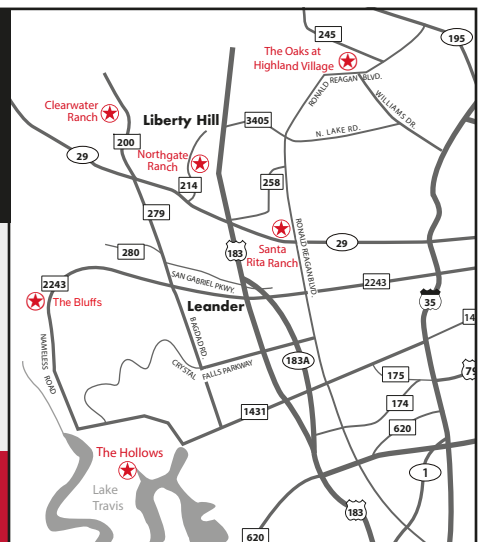 245
195
The Oaks at
Highland Village
RONALD REAGAN BLVD.
WILLIAMS DR.
Clearwater
Ranch
Liberty Hill
3405
N. LAKE RD.
200
29
Northgate
Ranch
214
258
279
RONALD REAGAN BLVD.
Santa
Rita Ranch
29
183
280
SAN GABRIEL PKWY.
2243
2243
The Bluffs
35
Leander
14
BAGDAD RD.
NAMELESS ROAD
CRYSTAL FALLS PARKWAY
183A
175
79
174
1431
620
The Hollows
1
Lake
Travis
183
620